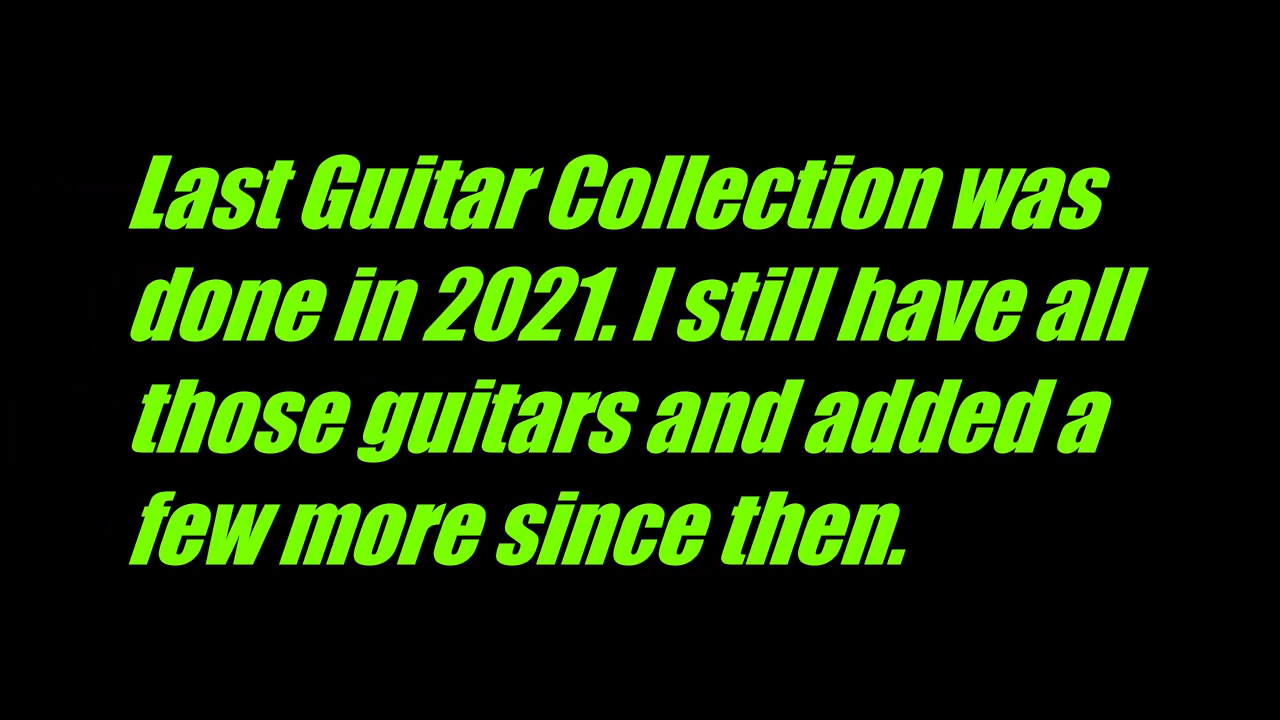 Last Guitar Collection was
done in 2021. I still have all
those guitars and added a
few more since then.